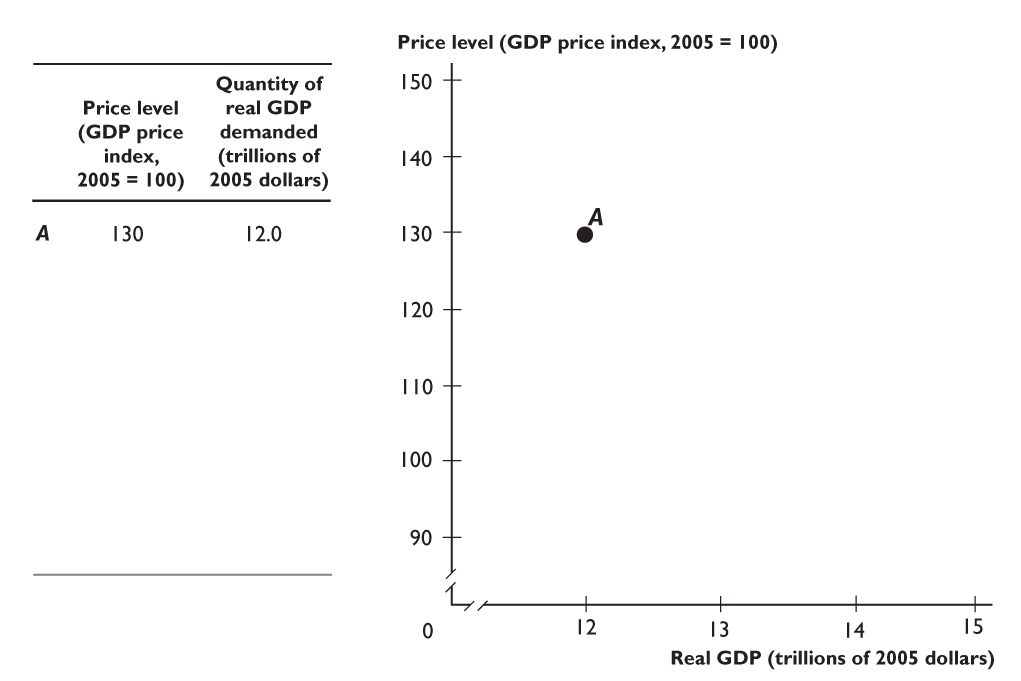 Price level (GDP price index, 2005 = 100)
Quantity of
real GDP
demanded
(trillions of
2005 dollars)
Price level
(GDP price
index,
2005 = 100)
A 130 12.0
150
140
130
120
110
100
90
A
0 12 13 14 15
Real GDP (trillions of 2005 dollars)